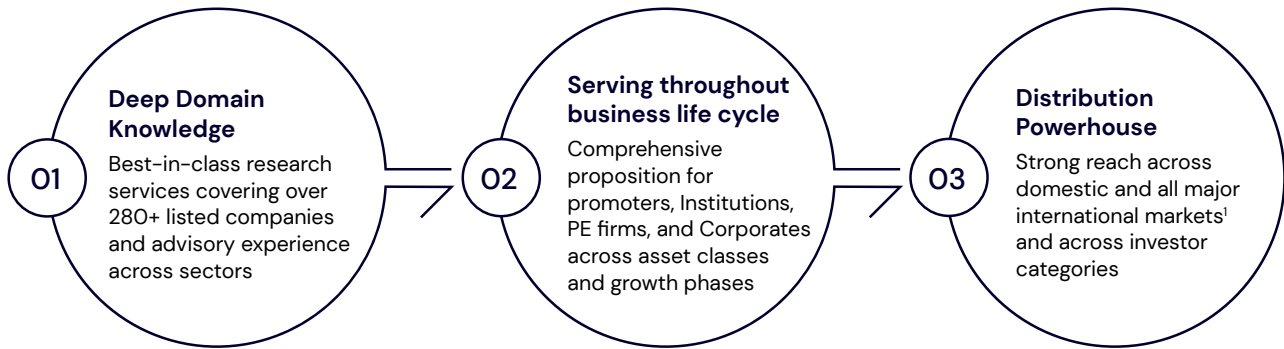 01
Deep Domain
Knowledge
Best-in-class research
services covering over
280+ listed companies
and advisory experience
across sectors
02
Serving throughout
business life cycle
Comprehensive
proposition for
promoters, Institutions,
PE firms, and Corporates
across asset classes
and growth phases
03
Distribution
Powerhouse
Strong reach across
domestic and all major
international markets¹
and across investor
categories